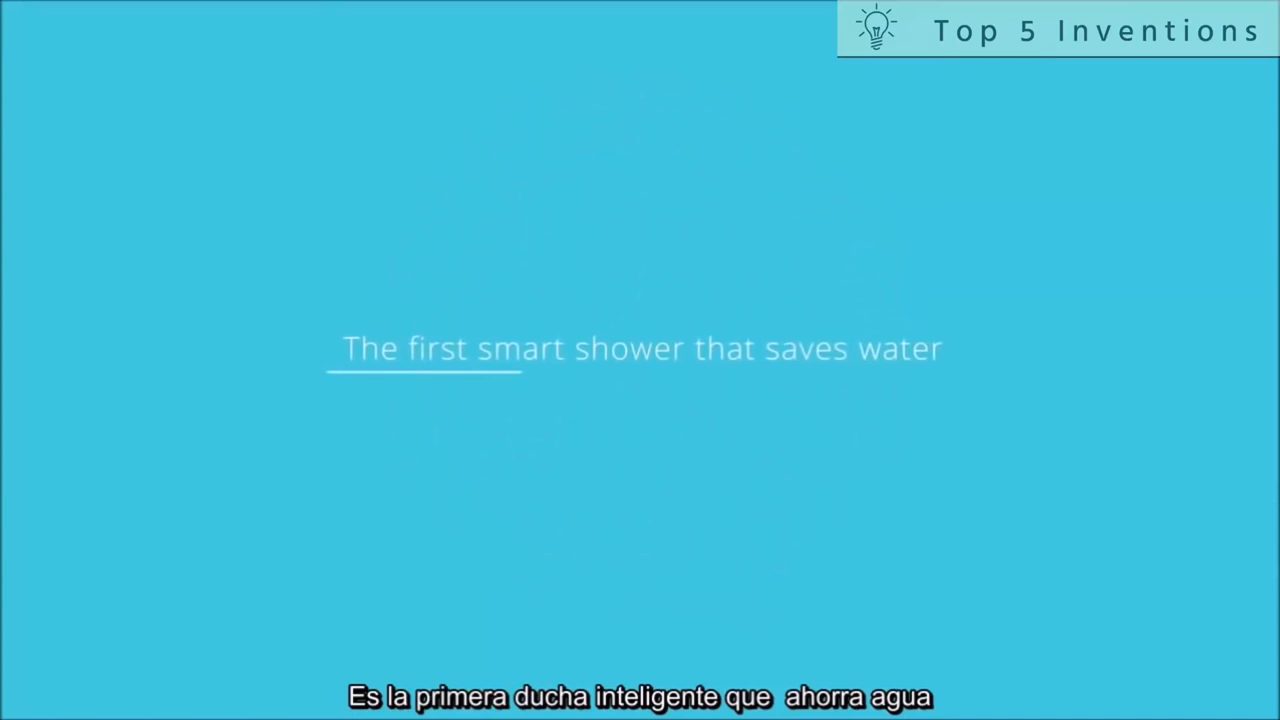 Top 5 Inventions
The first smart shower that saves water
Es la primera ducha inteligente que ahorra agua